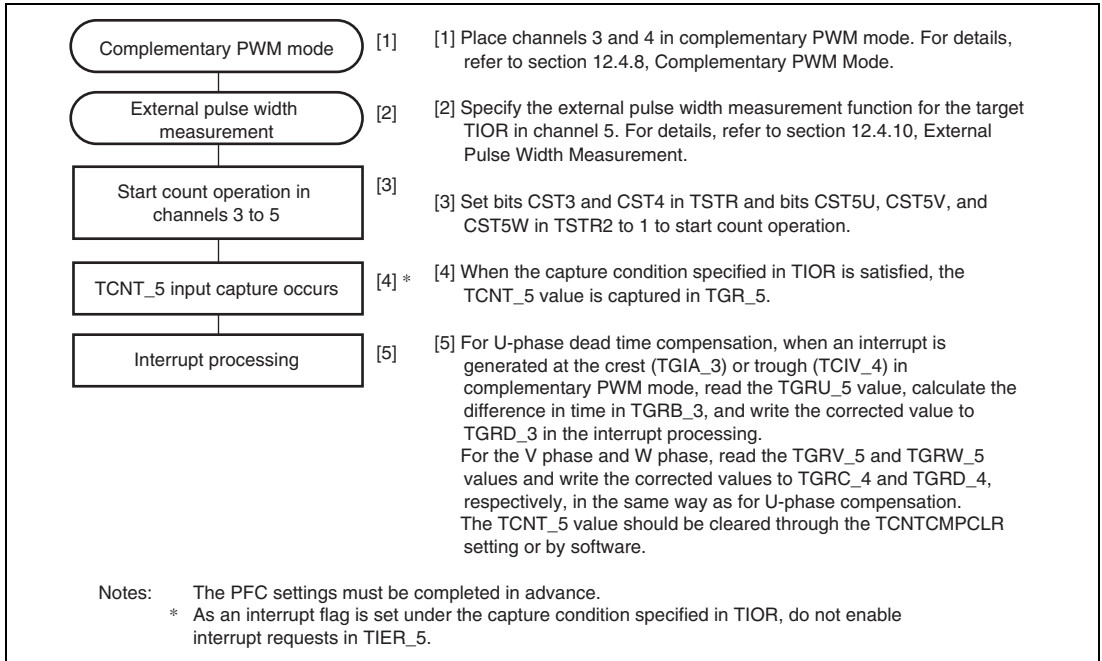 Complementary PWM mode
[1]
[1] Place channels 3 and 4 in complementary PWM mode. For details,
refer to section 12.4.8, Complementary PWM Mode.
External pulse width
measurement
[2]
[2] Specify the external pulse width measurement function for the target
TIOR in channel 5. For details, refer to section 12.4.10, External
Pulse Width Measurement.
Start count operation in
channels 3 to 5
[3]
[3] Set bits CST3 and CST4 in TSTR and bits CST5U, CST5V, and
CST5W in TSTR2 to 1 to start count operation.
TCNT_5 input capture occurs
[4] *
[4] When the capture condition specified in TIOR is satisfied, the
TCNT_5 value is captured in TGR_5.
Interrupt processing
[5]
[5] For U-phase dead time compensation, when an interrupt is
generated at the crest (TGIA_3) or trough (TCIV_4) in
complementary PWM mode, read the TGRU_5 value, calculate the
difference in time in TGRB_3, and write the corrected value to
TGRD_3 in the interrupt processing.
For the V phase and W phase, read the TGRV_5 and TGRW_5
values and write the corrected values to TGRC_4 and TGRD_4,
respectively, in the same way as for U-phase compensation.
The TCNT_5 value should be cleared through the TCNTCMPCLR
setting or by software.
Notes: The PFC settings must be completed in advance.
* As an interrupt flag is set under the capture condition specified in TIOR, do not enable
interrupt requests in TIER_5.